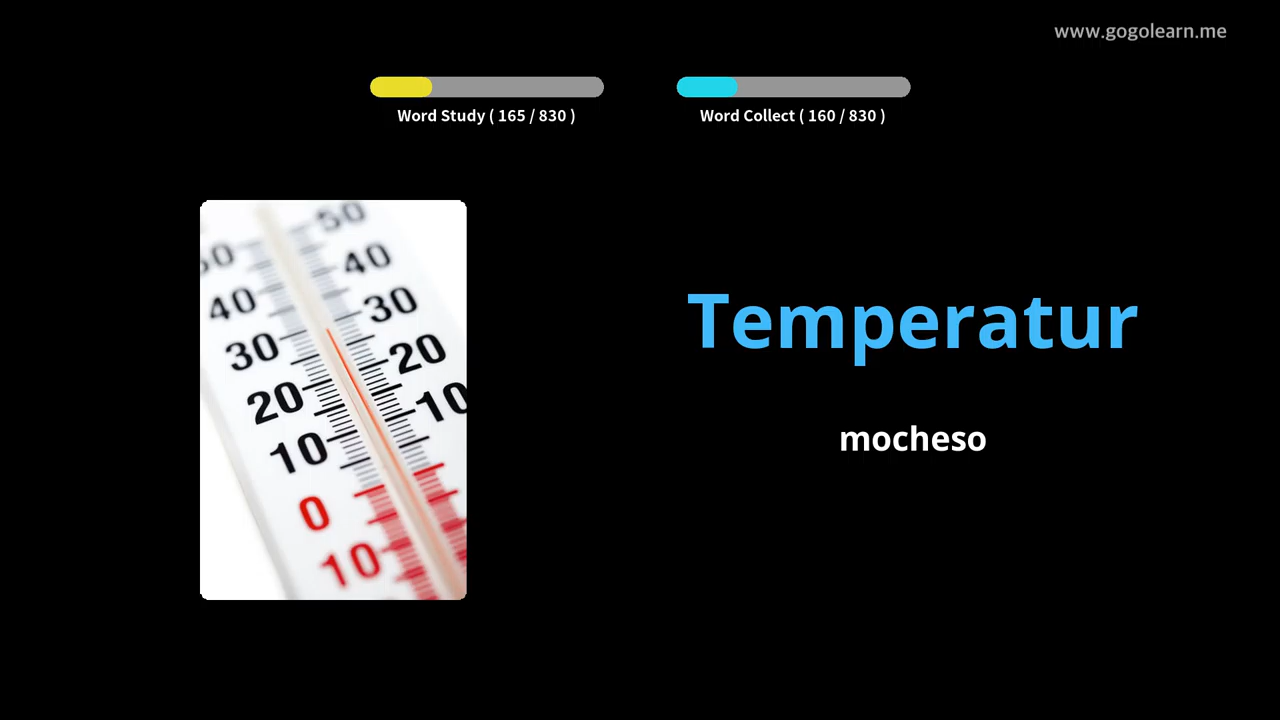 www.gogolearn.me
Word Study ( 165 / 830 )
Word Collect ( 160 / 830 )
50
40
30
20
10
40
30
20
10
0
10
Temperatur
mocheso